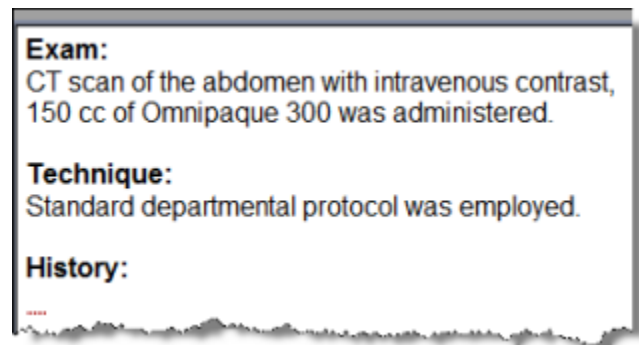 Exam:
CT scan of the abdomen with intravenous contrast,
150 cc of Omnipaque 300 was administered.
Technique:
Standard departmental protocol was employed.
History: